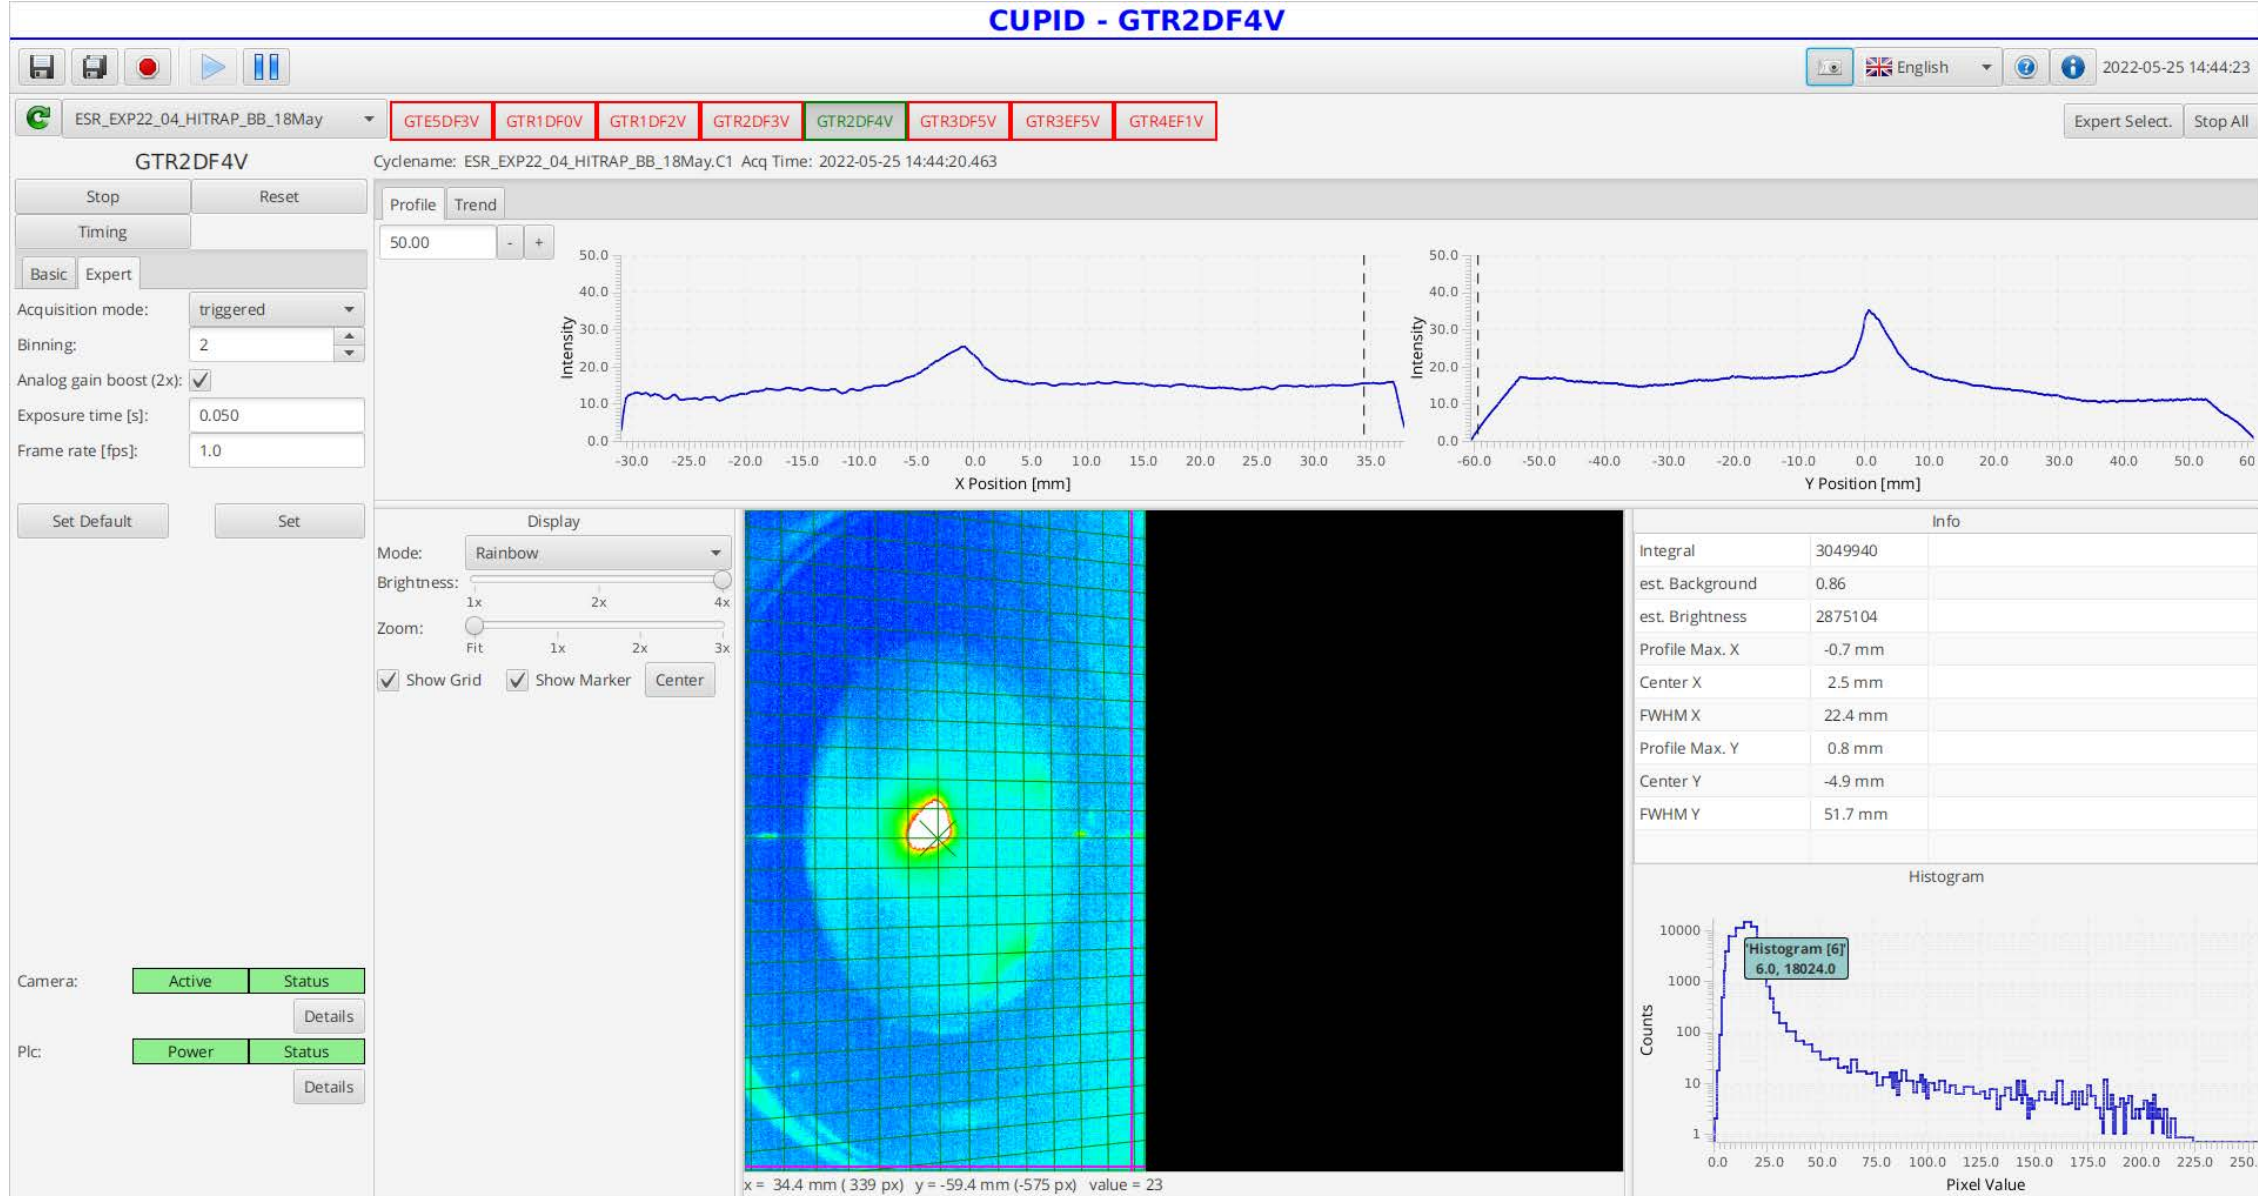 CUPID - GTR2DF4V
English
2022-05-25 14:44:23
ESR_EXP22_04_HITRAP_BB_18May
GTE5DF3V GTR1DF0V GTR1DF2V GTR2DF3V GTR2DF4V GTR3DF5V GTR3EF5V GTR4EF1V
Expert Select. Stop All
GTR2DF4V
Cyclename: ESR_EXP22_04_HITRAP_BB_18May.C1 Acq Time: 2022-05-25 14:44:20.463
Stop Reset
Timing
Basic Expert
Acquisition mode: triggered
Binning: 2
Analog gain boost (2x):
Exposure time [s]: 0.050
Frame rate [fps]: 1.0
Set Default Set
Camera: Active Status
Details
Plc: Power Status
Details
Profile Trend
50.00 - +
50.0
40.0
30.0
20.0
10.0
0.0
Intensity
-30.0 -25.0 -20.0 -15.0 -10.0 -5.0 0.0 5.0 10.0 15.0 20.0 25.0 30.0 35.0
X Position [mm]
50.0
40.0
30.0
20.0
10.0
0.0
Intensity
-60.0 -50.0 -40.0 -30.0 -20.0 -10.0 0.0 10.0 20.0 30.0 40.0 50.0 60
Y Position [mm]
Display
Mode: Rainbow
Brightness:
1x 2x 4x
Zoom:
Fit 1x 2x 3x
Show Grid Show Marker Center
x = 34.4 mm ( 339 px) y = -59.4 mm (-575 px) value = 23
Info
Integral 3049940
est. Background 0.86
est. Brightness 2875104
Profile Max. X -0.7 mm
Center X 2.5 mm
FWHM X 22.4 mm
Profile Max. Y 0.8 mm
Center Y -4.9 mm
FWHM Y 51.7 mm
Histogram
10000
1000
100
10
1
Counts
'Histogram [6]'
6.0, 18024.0
0.0 25.0 50.0 75.0 100.0 125.0 150.0 175.0 200.0 225.0 250.
Pixel Value